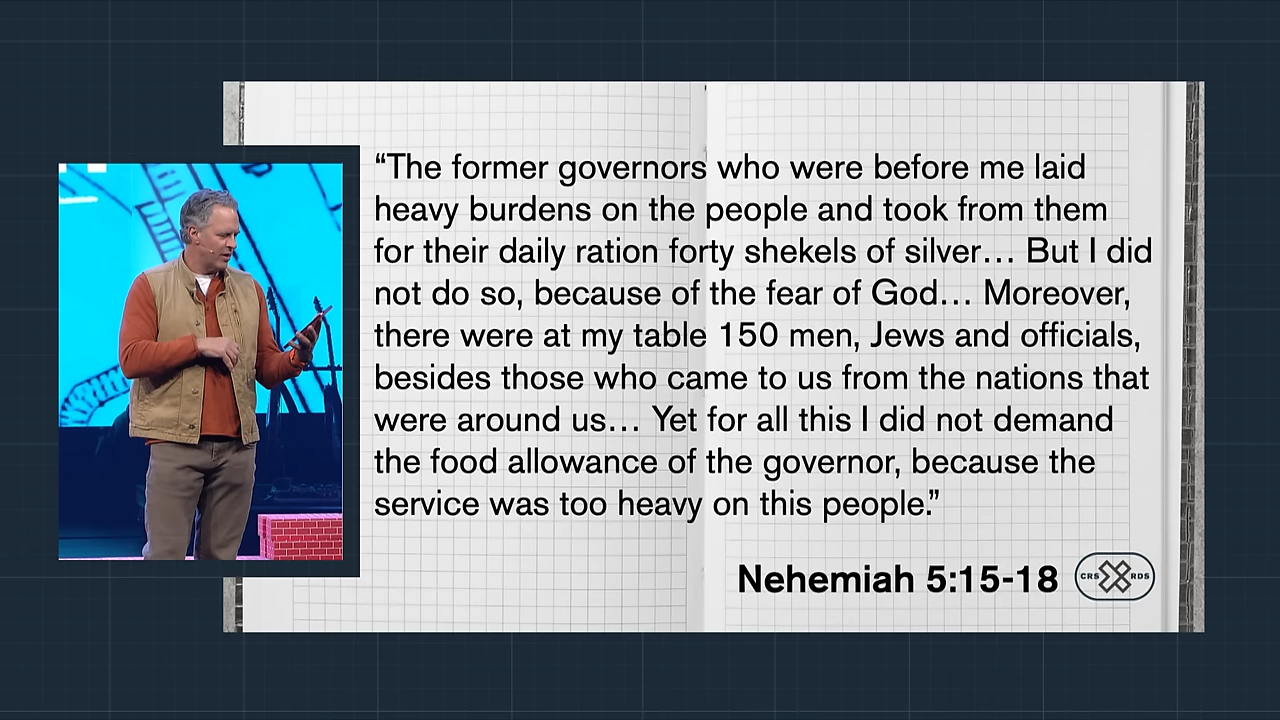 “The former governors who were before me laid
heavy burdens on the people and took from them
for their daily ration forty shekels of silver… But I did
not do so, because of the fear of God… Moreover,
there were at my table 150 men, Jews and officials,
besides those who came to us from the nations that
were around us… Yet for all this I did not demand
the food allowance of the governor, because the
service was too heavy on this people.”
Nehemiah 5:15-18
CRS RDS